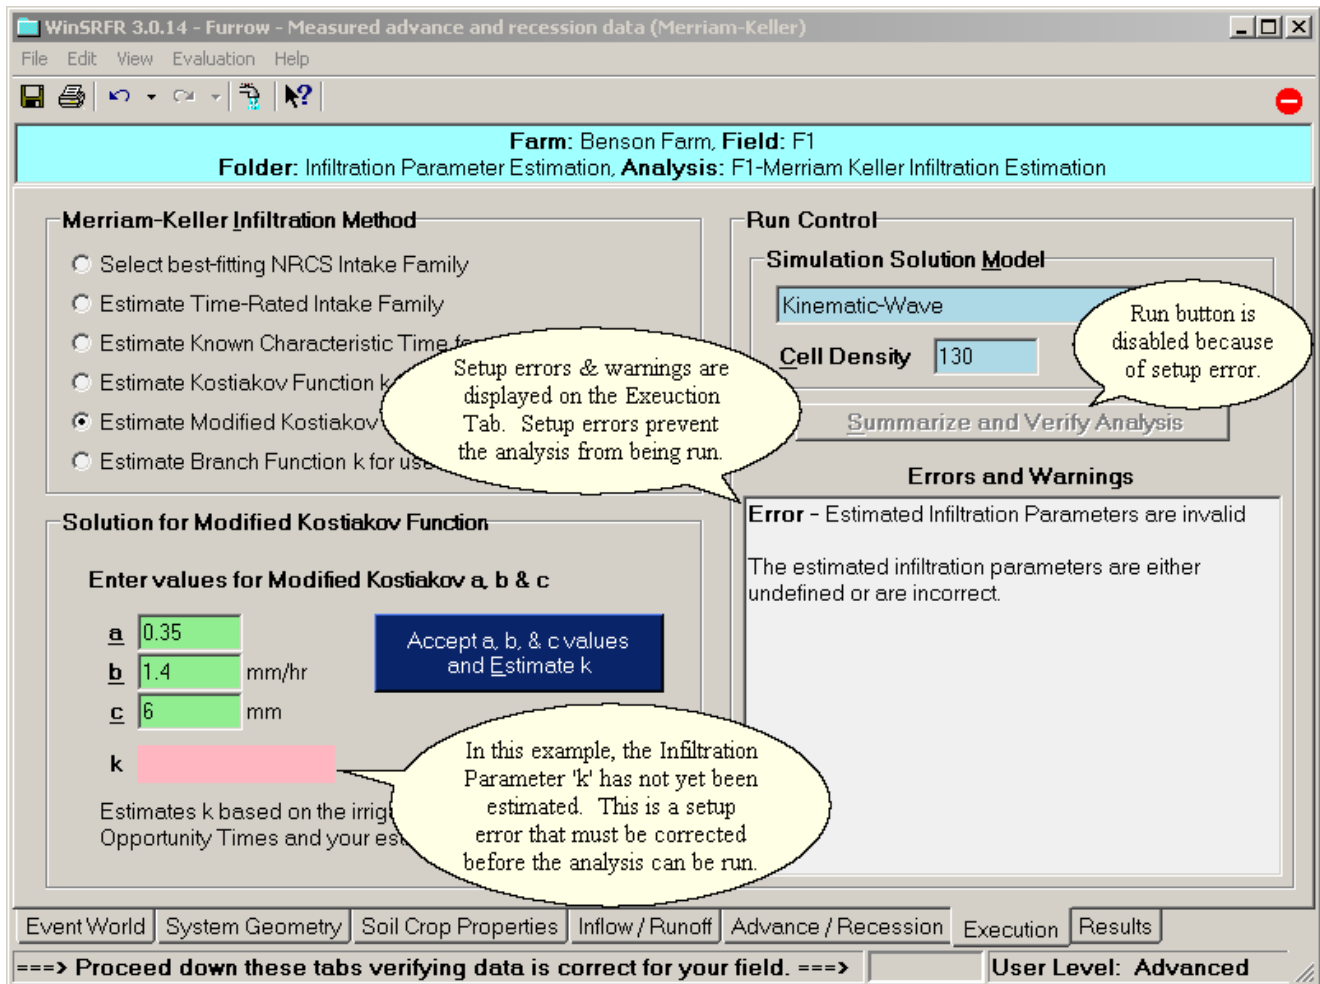 WinSRFR 3.0.14 - Furrow - Measured advance and recession data (Merriam-Keller)
File Edit View Evaluation Help
Farm: Benson Farm, Field: F1
Folder: Infiltration Parameter Estimation, Analysis: F1-Merriam Keller Infiltration Estimation
Merriam-Keller Infiltration Method
Select best-fitting NRCS Intake Family
Estimate Time-Rated Intake Family
Estimate Known Characteristic Time
Estimate Kostiakov Function k
Estimate Modified Kostiakov
Estimate Branch Function k for use
Setup errors & warnings are
displayed on the Exeuction
Tab. Setup errors prevent
the analysis from being run.
Run Control
Simulation Solution Model
Kinematic-Wave
Cell Density 130
Run button is
disabled because
of setup error.
Summarize and Verify Analysis
Errors and Warnings
Error - Estimated Infiltration Parameters are invalid
The estimated infiltration parameters are either
undefined or are incorrect.
Solution for Modified Kostiakov Function
Enter values for Modified Kostiakov a, b & c
a 0.35
b 1.4 mm/hr
c 6 mm
k
Accept a, b, & c values
and Estimate k
In this example, the Infiltration
Parameter 'k' has not yet been
estimated. This is a setup
error that must be corrected
before the analysis can be run.
Estimates k based on the
Opportunity Times and your
Event World System Geometry Soil Crop Properties Inflow / Runoff Advance / Recession Execution Results
===> Proceed down these tabs verifying data is correct for your field. ===> User Level: Advanced